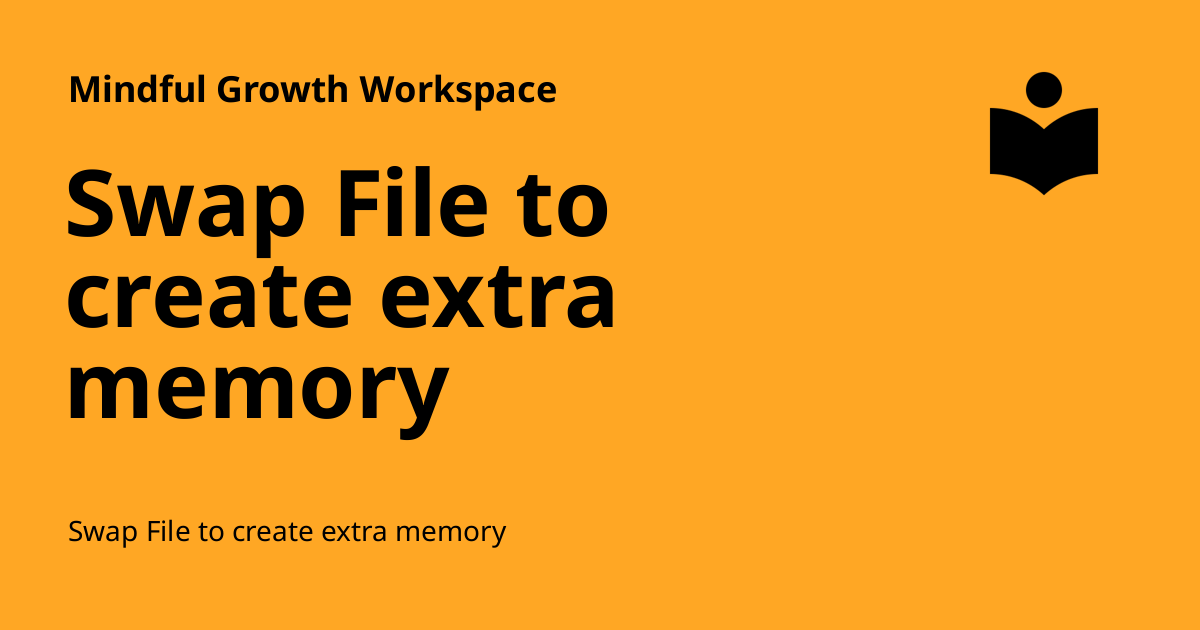 Mindful Growth Workspace
Swap File to
create extra
memory
Swap File to create extra memory